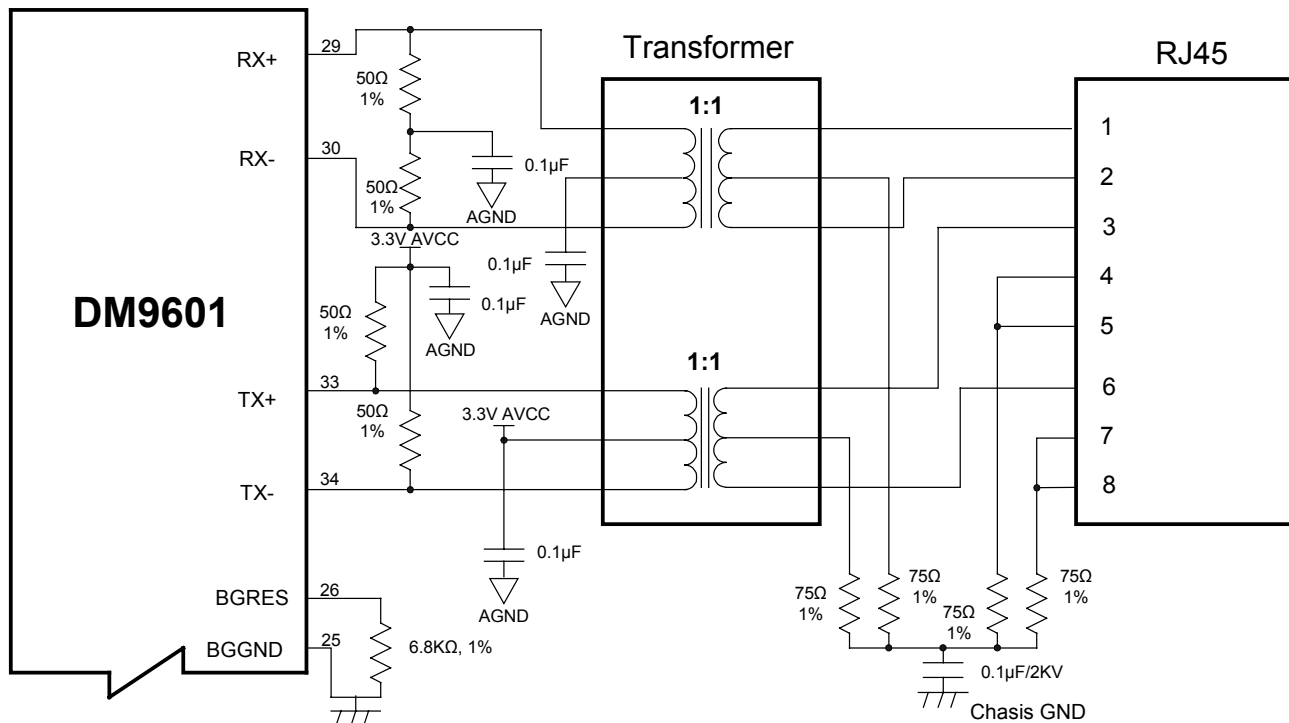 Transformer
RJ45
DM9601
RX+
29
50Ω
1%
RX-
30
50Ω
1%
0.1µF
AGND
3.3V AVCC
0.1µF
AGND
50Ω
1%
0.1µF
AGND
TX+
33
50Ω
1%
3.3V AVCC
TX-
34
0.1µF
AGND
BGRES
26
BGGND
25
6.8KΩ, 1%
1:1
1:1
1
2
3
4
5
6
7
8
75Ω
1%
75Ω
1%
75Ω
1%
75Ω
1%
0.1µF/2KV
Chasis GND